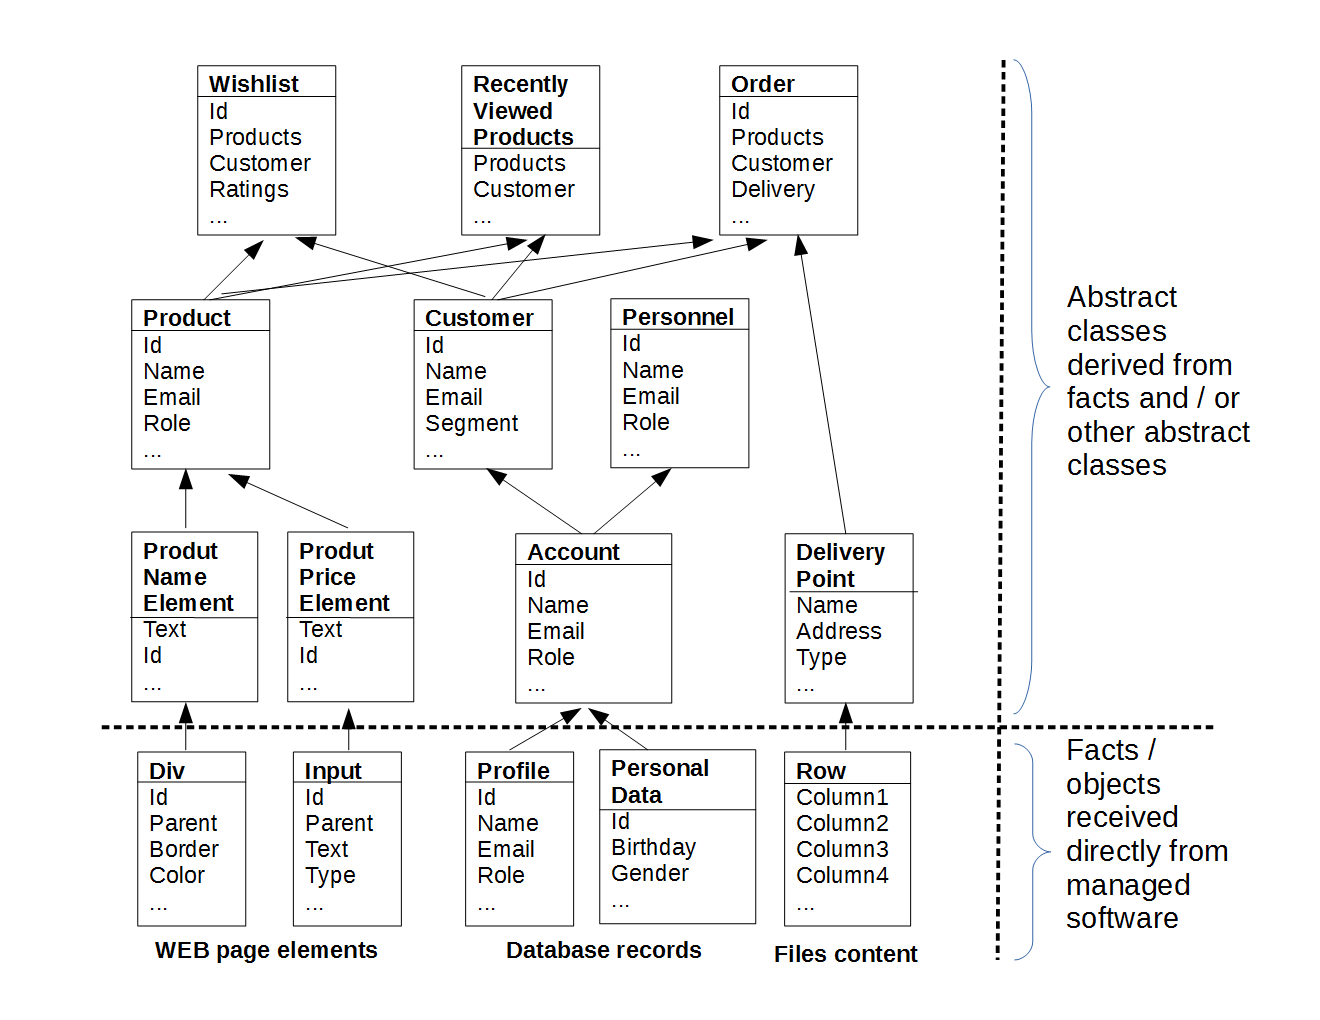 Wishlist
Id
Products
Customer
Ratings
...
Recently
Viewed
Products
Products
Customer
...
Order
Id
Products
Customer
Delivery
...
Product
Id
Name
Email
Role
...
Customer
Id
Name
Email
Segment
...
Personnel
Id
Name
Email
Role
...
Abstract
classes
derived from
facts and / or
other abstract
classes
Produt
Name
Element
Text
Id
...
Produt
Price
Element
Text
Id
...
Account
Id
Name
Email
Role
...
Delivery
Point
Name
Address
Type
...
Div
Id
Parent
Border
Color
...
Input
Id
Parent
Text
Type
...
Profile
Id
Name
Email
Role
...
Personal
Data
Id
Birthday
Gender
...
Row
Column1
Column2
Column3
Column4
...
Facts /
objects
received
directly from
managed
software
WEB page elements
Database records
Files content